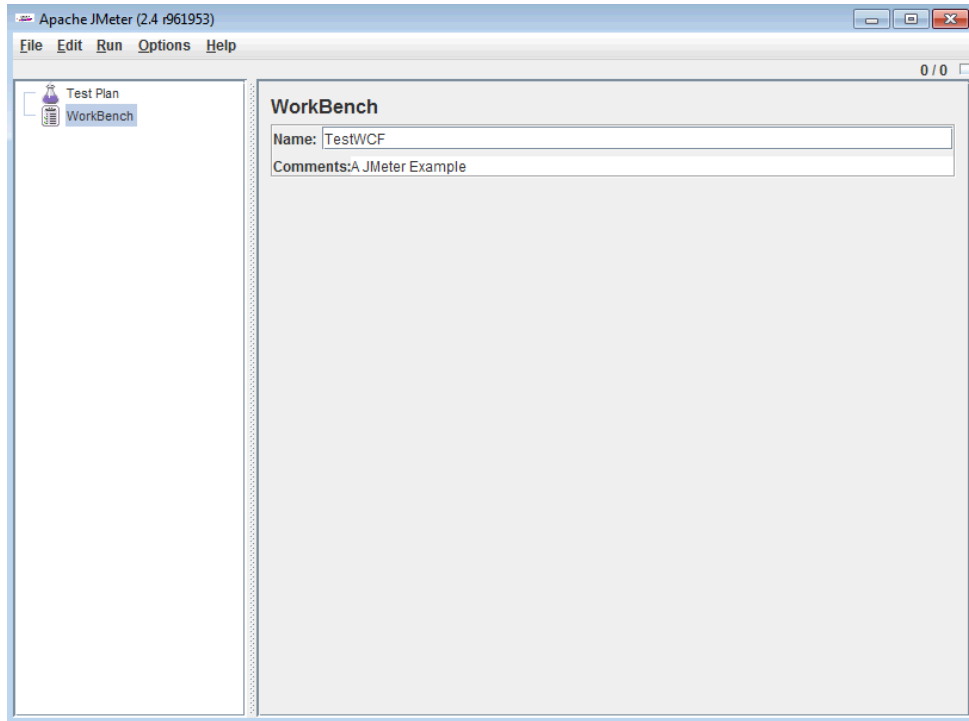 Apache JMeter (2.4 r961953)
File Edit Run Options Help
0 / 0
Test Plan
WorkBench
WorkBench
Name: TestWCF
Comments:A JMeter Example